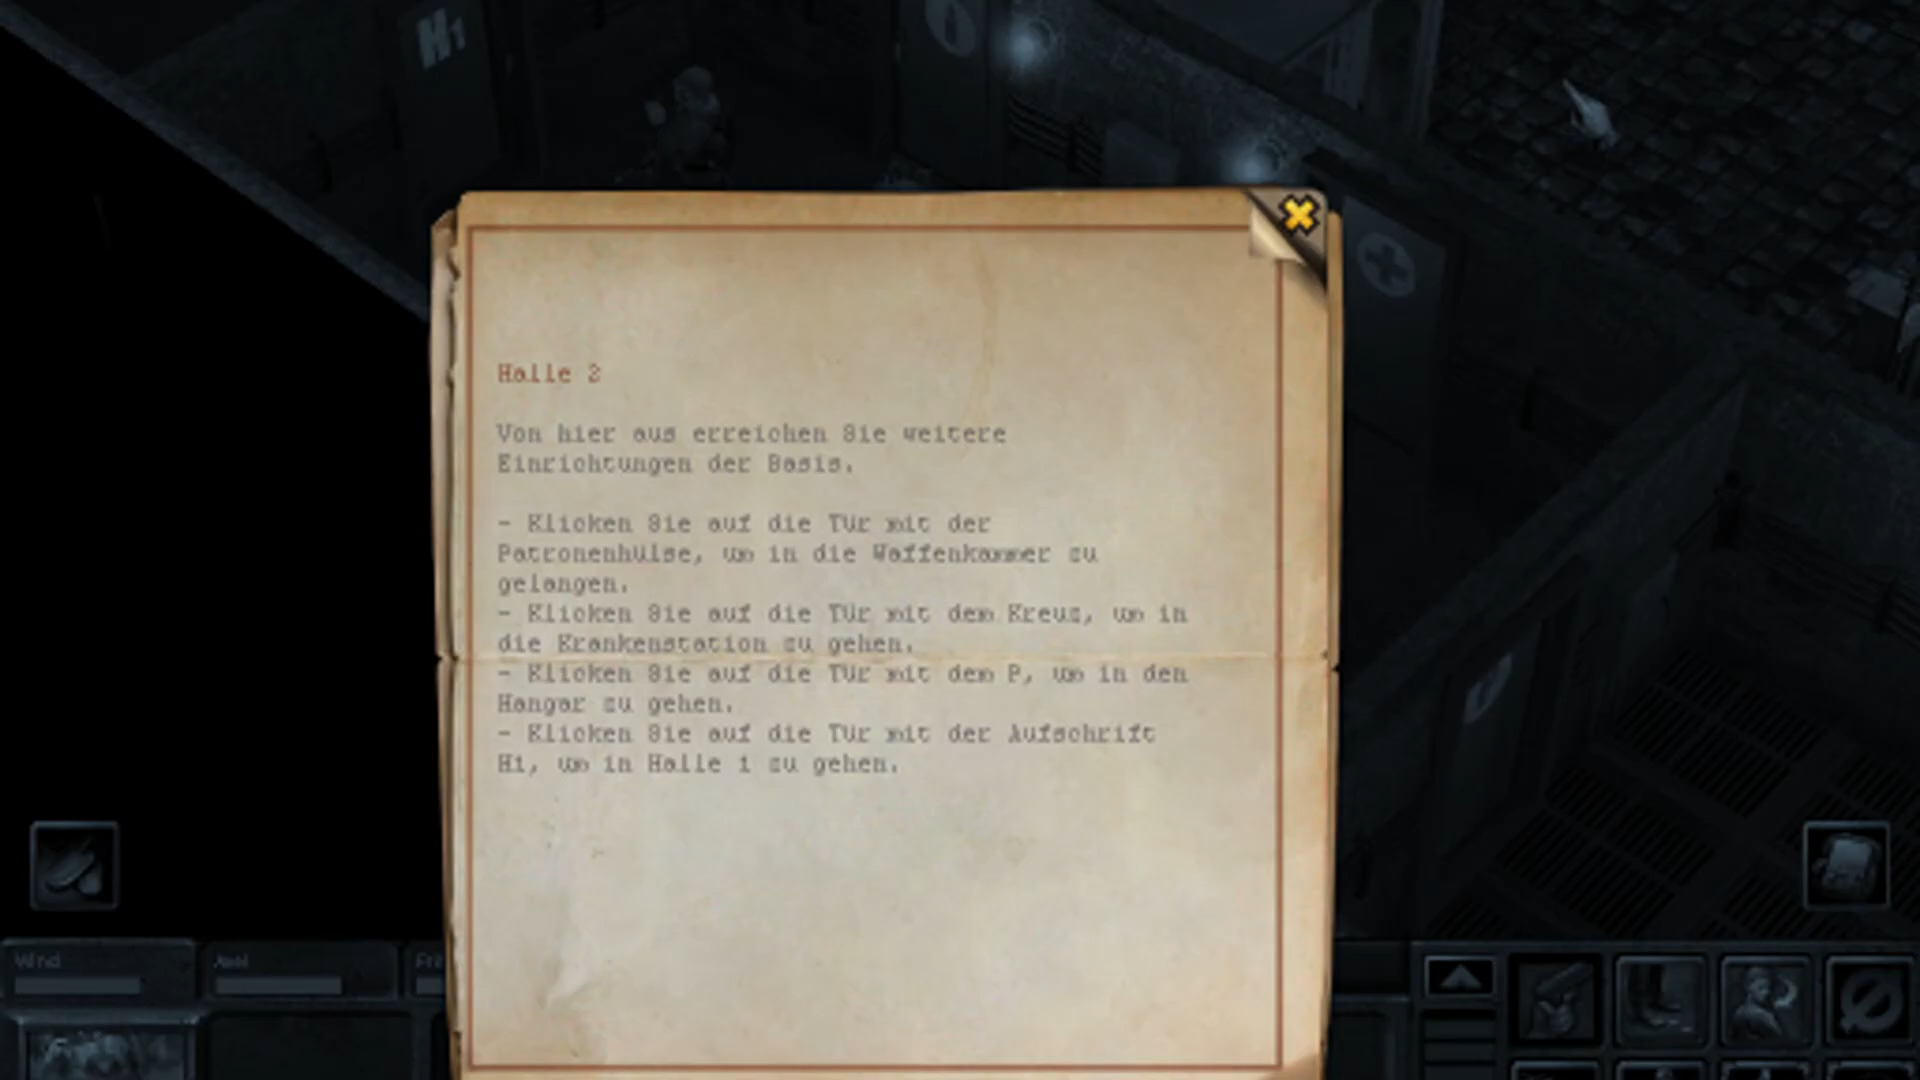 H1
Halle 2
Von hier aus erreichen Sie weitere
Einrichtungen der Basis.
- Klicken Sie auf die Tür mit der
Patronenhülse, um in die Waffenkammer zu
gelangen.
- Klicken Sie auf die Tür mit dem Kreuz, um in
die Krankenstation zu gehen.
- Klicken Sie auf die Tür mit dem P, um in den
Hangar zu gehen.
- Klicken Sie auf die Tür mit der Aufschrift
H1, um in Halle 1 zu gehen.
Wind
Axel